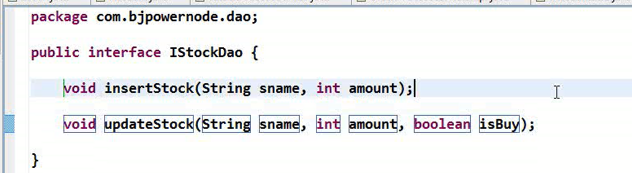 package com.bjpowernode.dao;
public interface IStockDao {
void insertStock(String sname, int amount);
void updateStock(String sname, int amount, boolean isBuy);
}